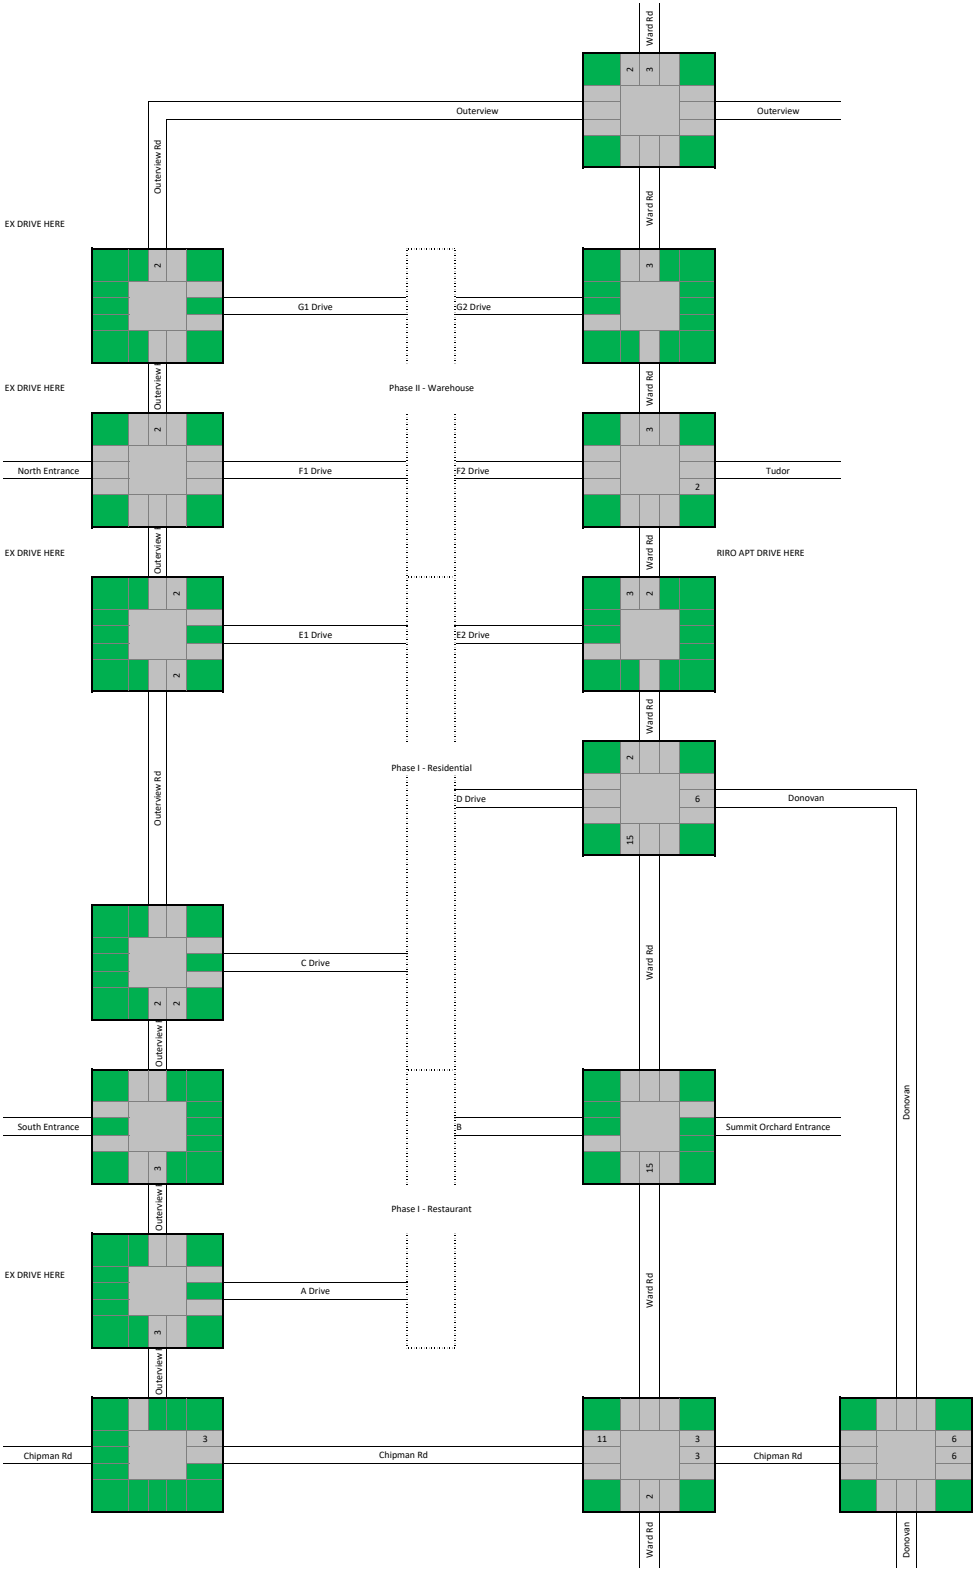 Ward Rd
2 3
Outerview
Outerview
Outerview Rd
Ward Rd
EX DRIVE HERE
2
3
G1 Drive
G2 Drive
Outerview
Ward Rd
EX DRIVE HERE
Phase II - Warehouse
2
3
North Entrance
F1 Drive
F2 Drive
Tudor
2
Outerview
Ward Rd
EX DRIVE HERE
RIRO APT DRIVE HERE
2
3 2
E1 Drive
E2 Drive
2
Ward Rd
2
Phase I - Residential
Outerview Rd
D Drive
6
Donovan
15
Ward Rd
C Drive
2 2
Outerview
Donovan
South Entrance
B
Summit Orchard Entrance
3
15
Outerview
Phase I - Restaurant
EX DRIVE HERE
A Drive
Ward Rd
3
Outerview
3
11
3
6
Chipman Rd
Chipman Rd
3
Chipman Rd
6
2
Ward Rd
Donovan